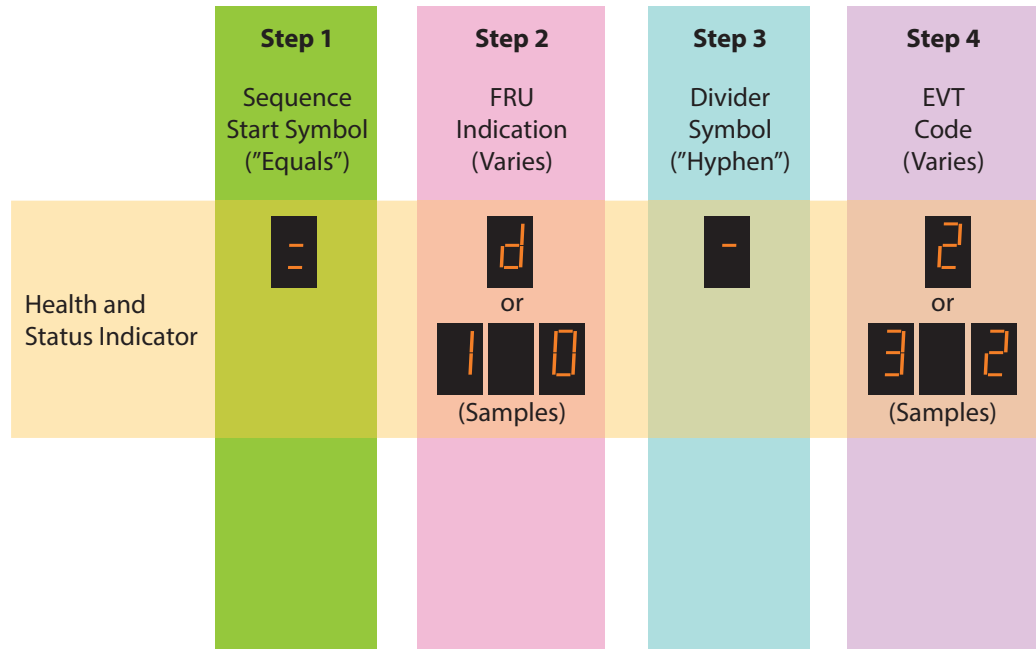 Step 1
Sequence
Start Symbol
("Equals")
Step 2
FRU
Indication
(Varies)
Step 3
Divider
Symbol
("Hyphen")
Step 4
EVT
Code
(Varies)
Health and
Status Indicator
=
d
or
1 0
(Samples)
-
2
or
3 2
(Samples)